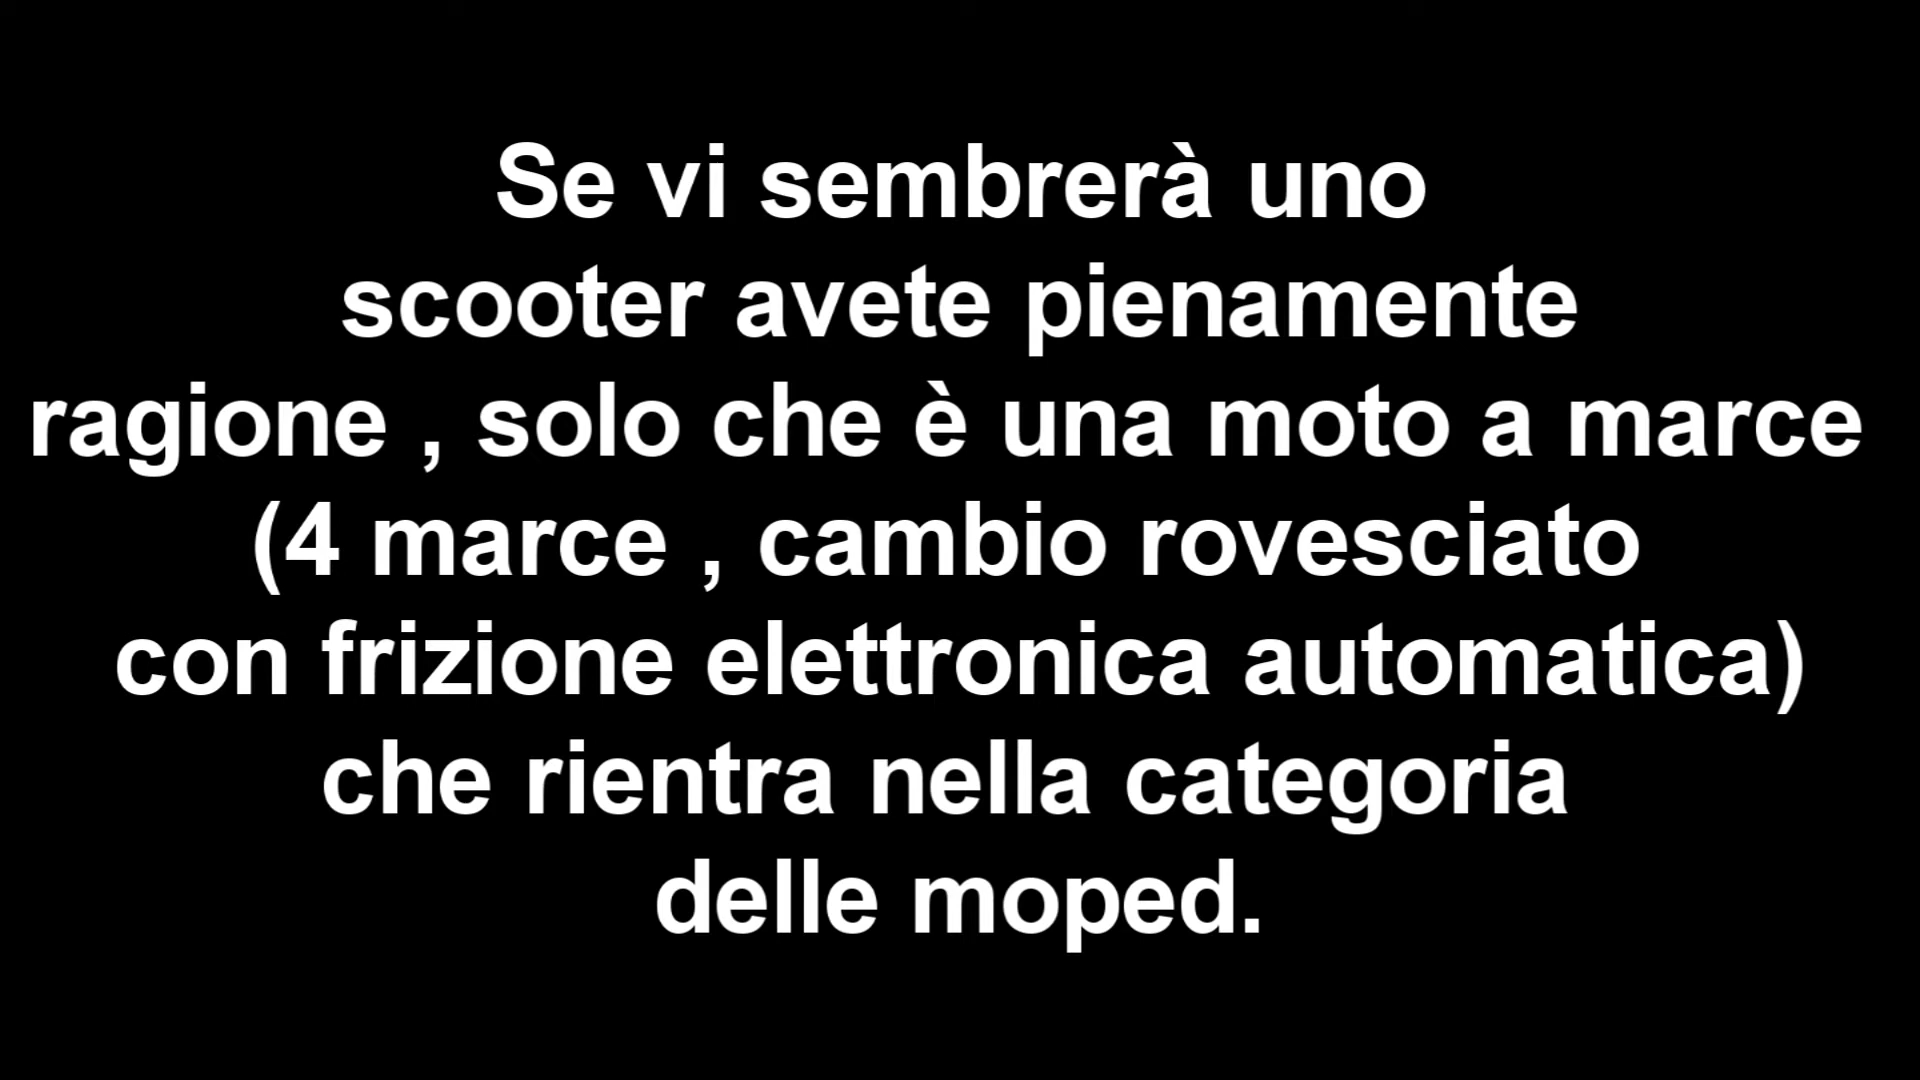 Se vi sembrerà uno
scooter avete pienamente
ragione , solo che è una moto a marce
(4 marce , cambio rovesciato
con frizione elettronica automatica)
che rientra nella categoria
delle moped.